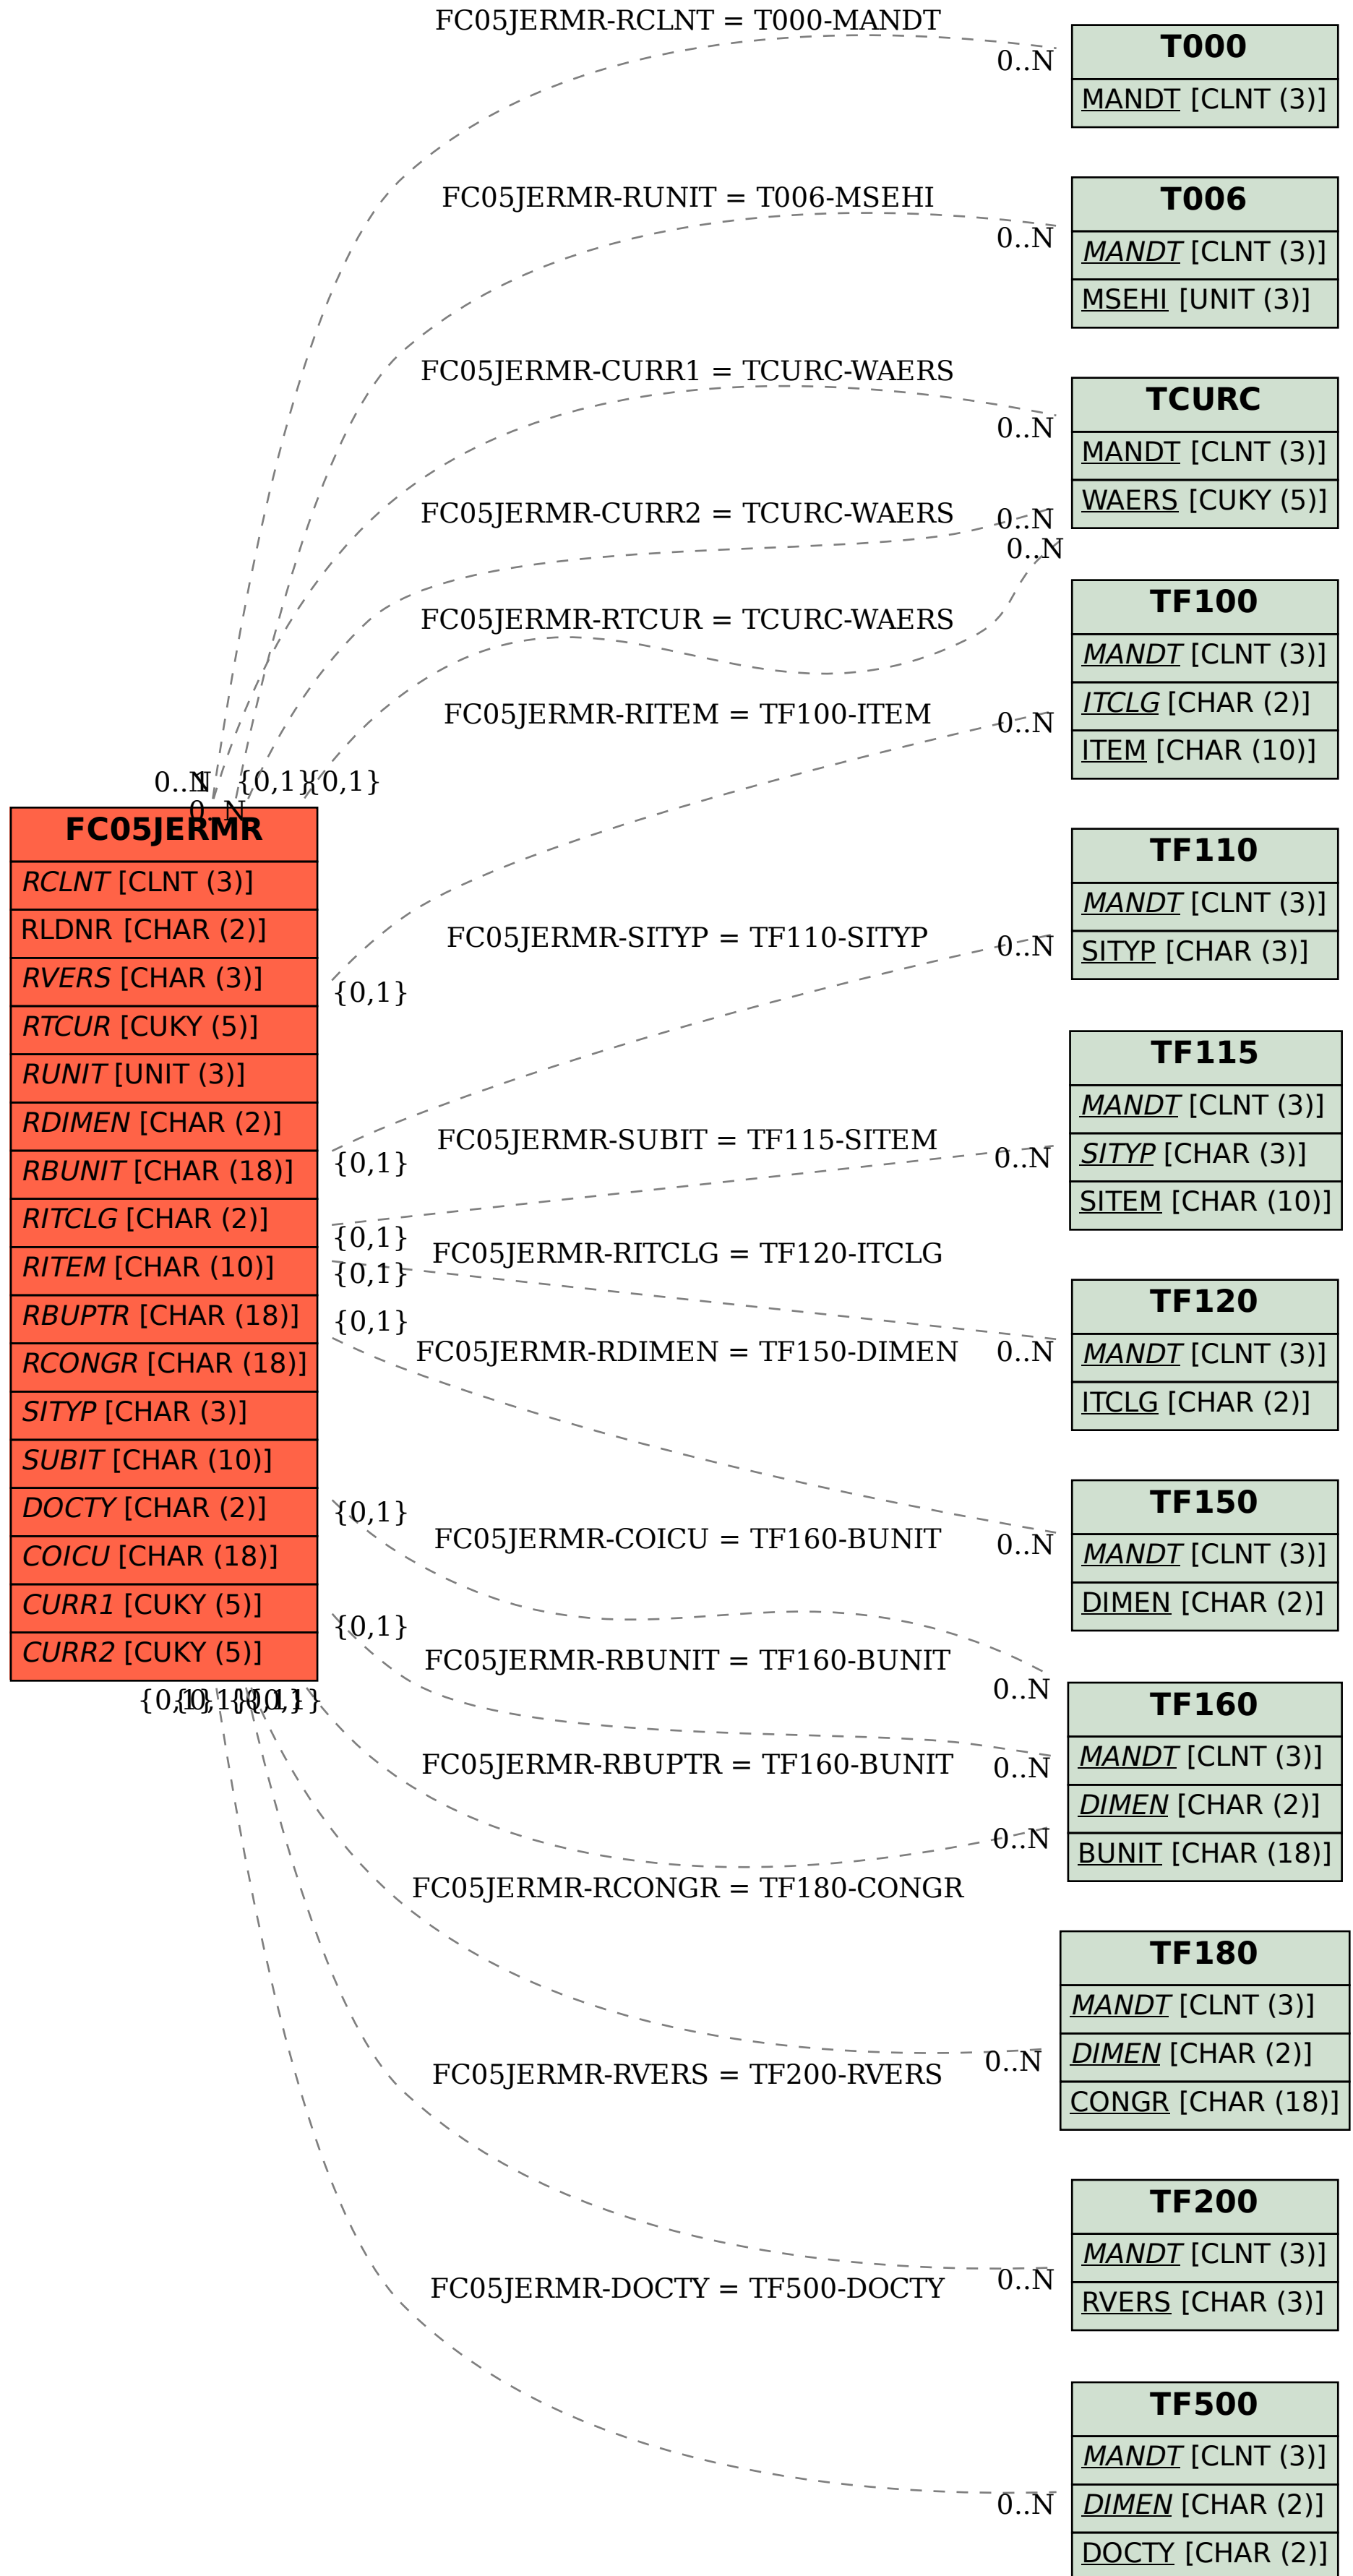 FC05JERMR-RCLNT = T000-MANDT
0..N
T000
MANDT [CLNT (3)]
FC05JERMR-RUNIT = T006-MSEHI
0..N
T006
MANDT [CLNT (3)]
MSEHI [UNIT (3)]
FC05JERMR-CURR1 = TCURC-WAERS
0..N
TCURC
MANDT [CLNT (3)]
WAERS [CUKY (5)]
FC05JERMR-CURR2 = TCURC-WAERS
0..N
0..N
FC05JERMR-RTCUR = TCURC-WAERS
TF100
MANDT [CLNT (3)]
ITCLG [CHAR (2)]
ITEM [CHAR (10)]
FC05JERMR-RITEM = TF100-ITEM
0..N
0..N
1
{0,1}
{0,1}
0..N
FC05JERMR
RCLNT [CLNT (3)]
RLDNR [CHAR (2)]
RVERS [CHAR (3)]
RTCUR [CUKY (5)]
RUNIT [UNIT (3)]
RDIMEN [CHAR (2)]
RBUNIT [CHAR (18)]
RITCLG [CHAR (2)]
RITEM [CHAR (10)]
RBUPTR [CHAR (18)]
RCONGR [CHAR (18)]
SITYP [CHAR (3)]
SUBIT [CHAR (10)]
DOCTY [CHAR (2)]
COICU [CHAR (18)]
CURR1 [CUKY (5)]
CURR2 [CUKY (5)]
TF110
MANDT [CLNT (3)]
SITYP [CHAR (3)]
FC05JERMR-SITYP = TF110-SITYP
0..N
{0,1}
TF115
MANDT [CLNT (3)]
SITYP [CHAR (3)]
SITEM [CHAR (10)]
FC05JERMR-SUBIT = TF115-SITEM
0..N
{0,1}
{0,1}
FC05JERMR-RITCLG = TF120-ITCLG
{0,1}
TF120
MANDT [CLNT (3)]
ITCLG [CHAR (2)]
{0,1}
FC05JERMR-RDIMEN = TF150-DIMEN
0..N
TF150
MANDT [CLNT (3)]
DIMEN [CHAR (2)]
{0,1}
FC05JERMR-COICU = TF160-BUNIT
0..N
{0,1}
FC05JERMR-RBUNIT = TF160-BUNIT
0..N
TF160
MANDT [CLNT (3)]
DIMEN [CHAR (2)]
BUNIT [CHAR (18)]
{0,1}
{0,1}
{0,1}
{0,1}
FC05JERMR-RBUPTR = TF160-BUNIT
0..N
0..N
FC05JERMR-RCONGR = TF180-CONGR
TF180
MANDT [CLNT (3)]
DIMEN [CHAR (2)]
CONGR [CHAR (18)]
0..N
FC05JERMR-RVERS = TF200-RVERS
TF200
MANDT [CLNT (3)]
RVERS [CHAR (3)]
0..N
FC05JERMR-DOCTY = TF500-DOCTY
TF500
MANDT [CLNT (3)]
DIMEN [CHAR (2)]
DOCTY [CHAR (2)]
0..N